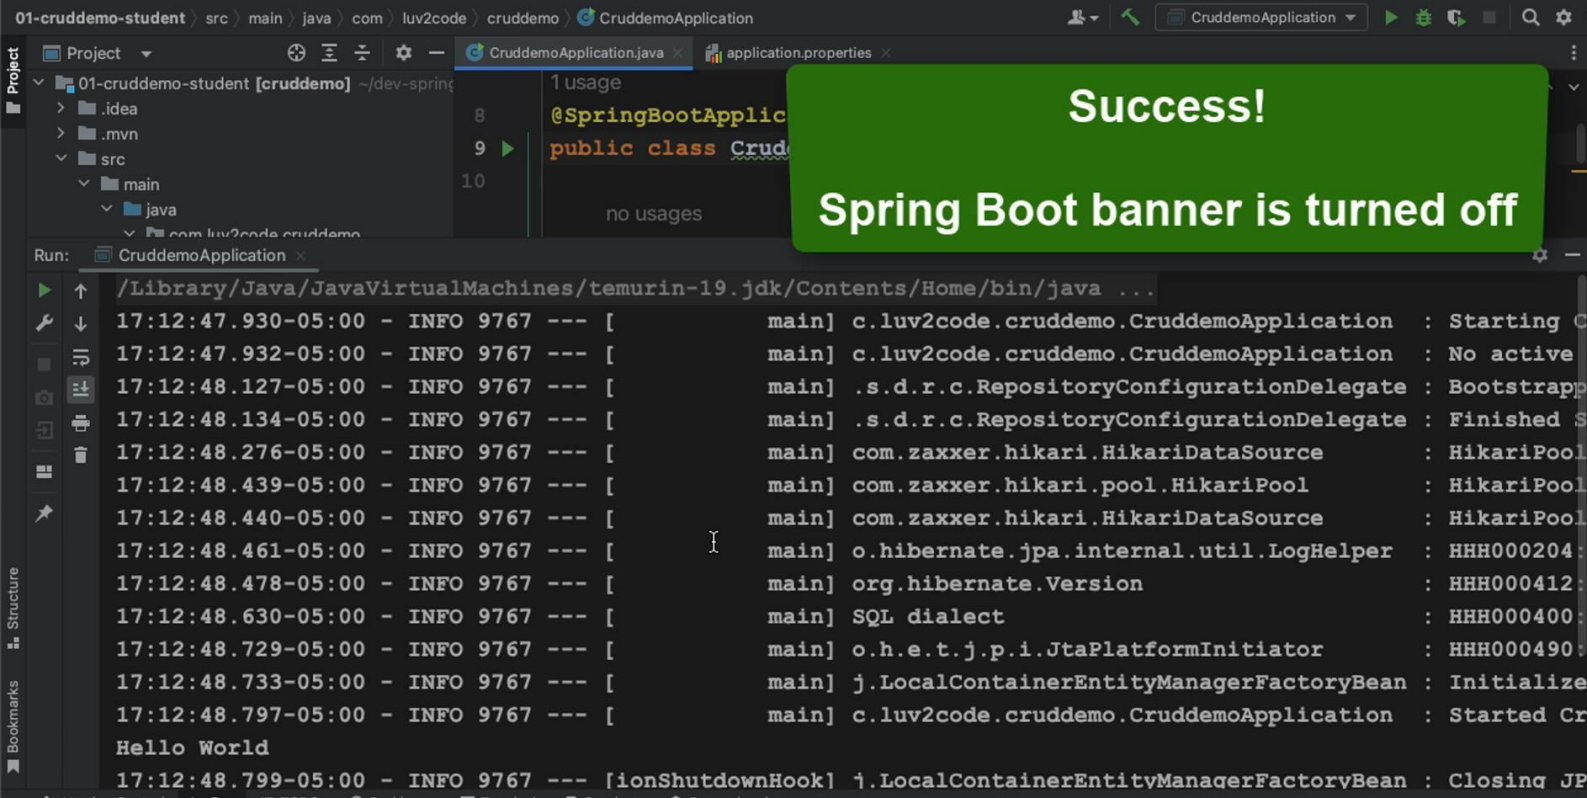 01-cruddemo-student > src > main > java > com > luv2code > cruddemo > CruddemoApplication
CruddemoApplication
Project
Project
CruddemoApplication.java
application.properties
01-cruddemo-student [cruddemo] ~/dev-spring
.idea
.mvn
src
main
java
com.luv2code.cruddemo
1 usage
8 @SpringBootApplic
9 public class Crud
10
no usages
Success!
Spring Boot banner is turned off
Run: CruddemoApplication
/Library/Java/JavaVirtualMachines/temurin-19.jdk/Contents/Home/bin/java ...
17:12:47.930-05:00 - INFO 9767 --- [ main] c.luv2code.cruddemo.CruddemoApplication : Starting C
17:12:47.932-05:00 - INFO 9767 --- [ main] c.luv2code.cruddemo.CruddemoApplication : No active
17:12:48.127-05:00 - INFO 9767 --- [ main] .s.d.r.c.RepositoryConfigurationDelegate : Bootstrapp
17:12:48.134-05:00 - INFO 9767 --- [ main] .s.d.r.c.RepositoryConfigurationDelegate : Finished S
17:12:48.276-05:00 - INFO 9767 --- [ main] com.zaxxer.hikari.HikariDataSource : HikariPool
17:12:48.439-05:00 - INFO 9767 --- [ main] com.zaxxer.hikari.pool.HikariPool : HikariPool
17:12:48.440-05:00 - INFO 9767 --- [ main] com.zaxxer.hikari.HikariDataSource : HikariPool
17:12:48.461-05:00 - INFO 9767 --- [ main] o.hibernate.jpa.internal.util.LogHelper : HHH000204:
17:12:48.478-05:00 - INFO 9767 --- [ main] org.hibernate.Version : HHH000412:
17:12:48.630-05:00 - INFO 9767 --- [ main] SQL dialect : HHH000400:
17:12:48.729-05:00 - INFO 9767 --- [ main] o.h.e.t.j.p.i.JtaPlatformInitiator : HHH000490:
17:12:48.733-05:00 - INFO 9767 --- [ main] j.LocalContainerEntityManagerFactoryBean : Initialize
17:12:48.797-05:00 - INFO 9767 --- [ main] c.luv2code.cruddemo.CruddemoApplication : Started Cr
Hello World
17:12:48.799-05:00 - INFO 9767 --- [ionShutdownHook] j.LocalContainerEntityManagerFactoryBean : Closing JP
Structure
Bookmarks